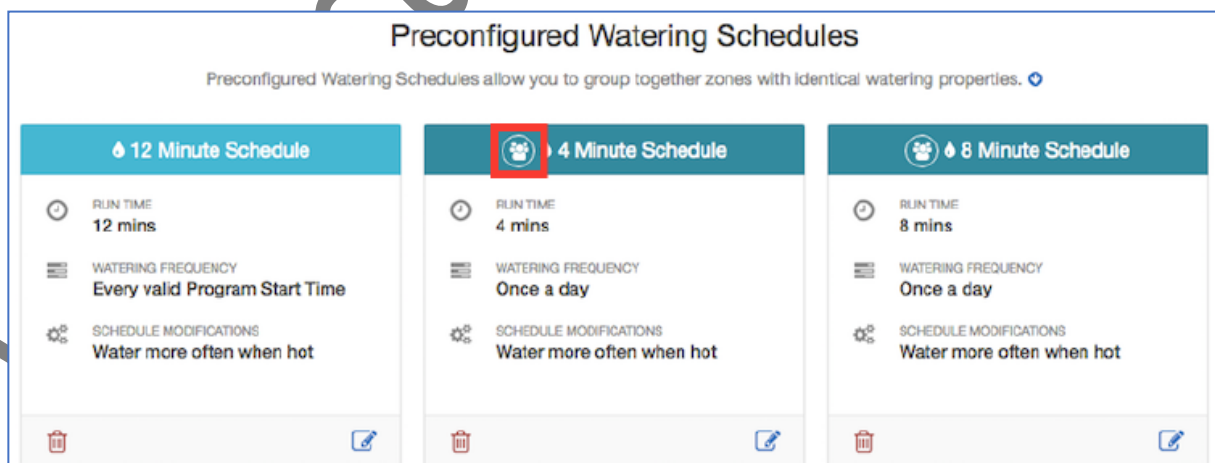 Preconfigured Watering Schedules
Preconfigured Watering Schedules allow you to group together zones with identical watering properties.
12 Minute Schedule
RUN TIME
12 mins
WATERING FREQUENCY
Every valid Program Start Time
SCHEDULE MODIFICATIONS
Water more often when hot
4 Minute Schedule
RUN TIME
4 mins
WATERING FREQUENCY
Once a day
SCHEDULE MODIFICATIONS
Water more often when hot
8 Minute Schedule
RUN TIME
8 mins
WATERING FREQUENCY
Once a day
SCHEDULE MODIFICATIONS
Water more often when hot